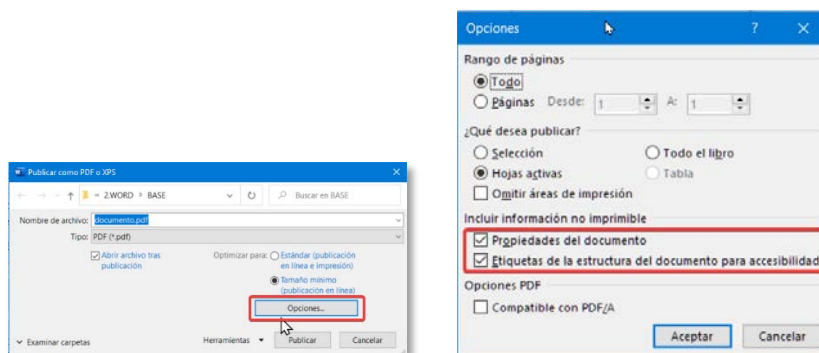 Publicar como PDF o XPS
« 2.WORD > BASE
Buscar en BASE
Nombre de archivo: documento.pdf
Tipo: PDF (*.pdf)
Abrir archivo tras
publicación
Optimizar para:
Estándar (publicación
en línea e impresión)
Tamaño mínimo
(publicación en línea)
Opciones...
Examinar carpetas
Herramientas
Publicar
Cancelar
Opciones
?
Rango de páginas
Todo
Páginas Desde: 1 A: 1
¿Qué desea publicar?
Selección Todo el libro
Hojas activas Tabla
Omitir áreas de impresión
Incluir información no imprimible
Propiedades del documento
Etiquetas de la estructura del documento para accesibilidad
Opciones PDF
Compatible con PDF/A
Aceptar Cancelar